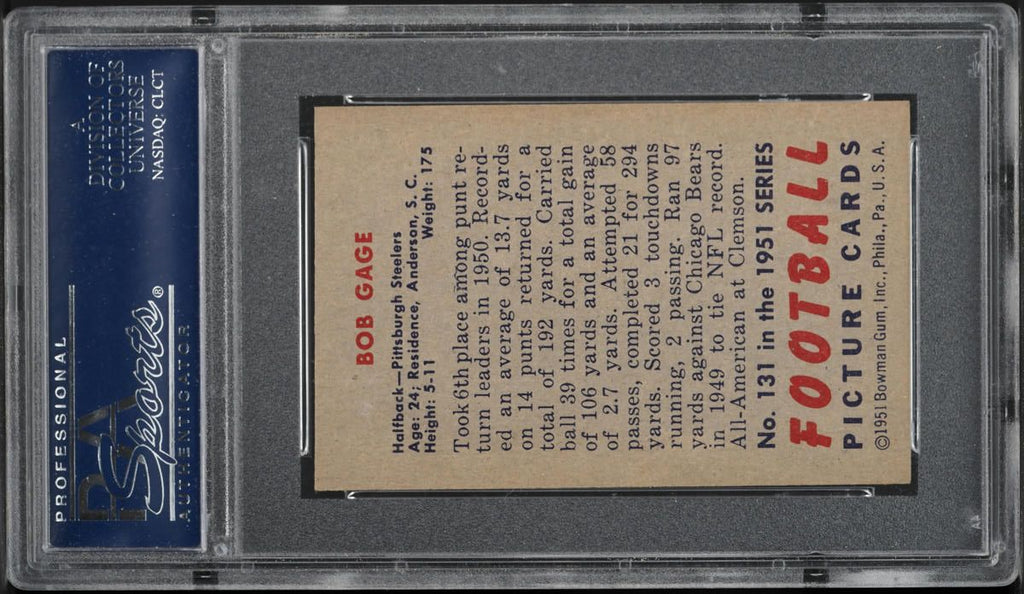 PROFESSIONAL
PSA
Sports®
AUTHENTICATOR
A
DIVISION OF
COLLECTORS
UNIVERSE
NASDAQ: CLCT
BOB GAGE
Halfback—Pittsburgh Steelers
Age: 24; Residence, Anderson, S. C.
Height: 5-11 Weight: 175
Took 6th place among punt re-
turn leaders in 1950. Record-
ed an average of 13.7 yards
on 14 punts returned for a
total of 192 yards. Carried
ball 39 times for a total gain
of 106 yards and an average
of 2.7 yards. Attempted 58
passes, completed 21 for 294
yards. Scored 3 touchdowns
running, 2 passing. Ran 97
yards against Chicago Bears
in 1949 to tie NFL record.
All-American at Clemson.
No. 131 in the 1951 SERIES
FOOTBALL
PICTURE CARDS
©1951 Bowman Gum, Inc., Phila., Pa., U.S.A.